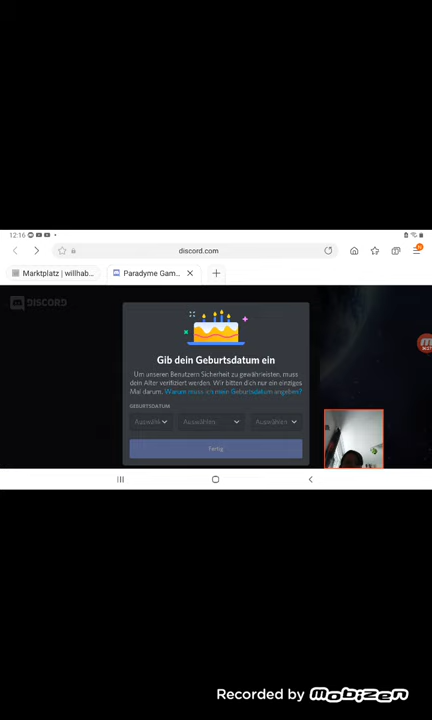 12:16
discord.com
Marktplatz | willhab...
Paradyme Gam...
DISCORD
Gib dein Geburtsdatum ein
Um unseren Benutzern Sicherheit zu gewährleisten, muss
dein Alter verifiziert werden. Wir bitten dich nur ein einziges
Mal darum. Warum muss ich mein Geburtsdatum angeben?
GEBURTSDATUM
Auswählen
Auswählen
Fertig
Recorded by mobizen